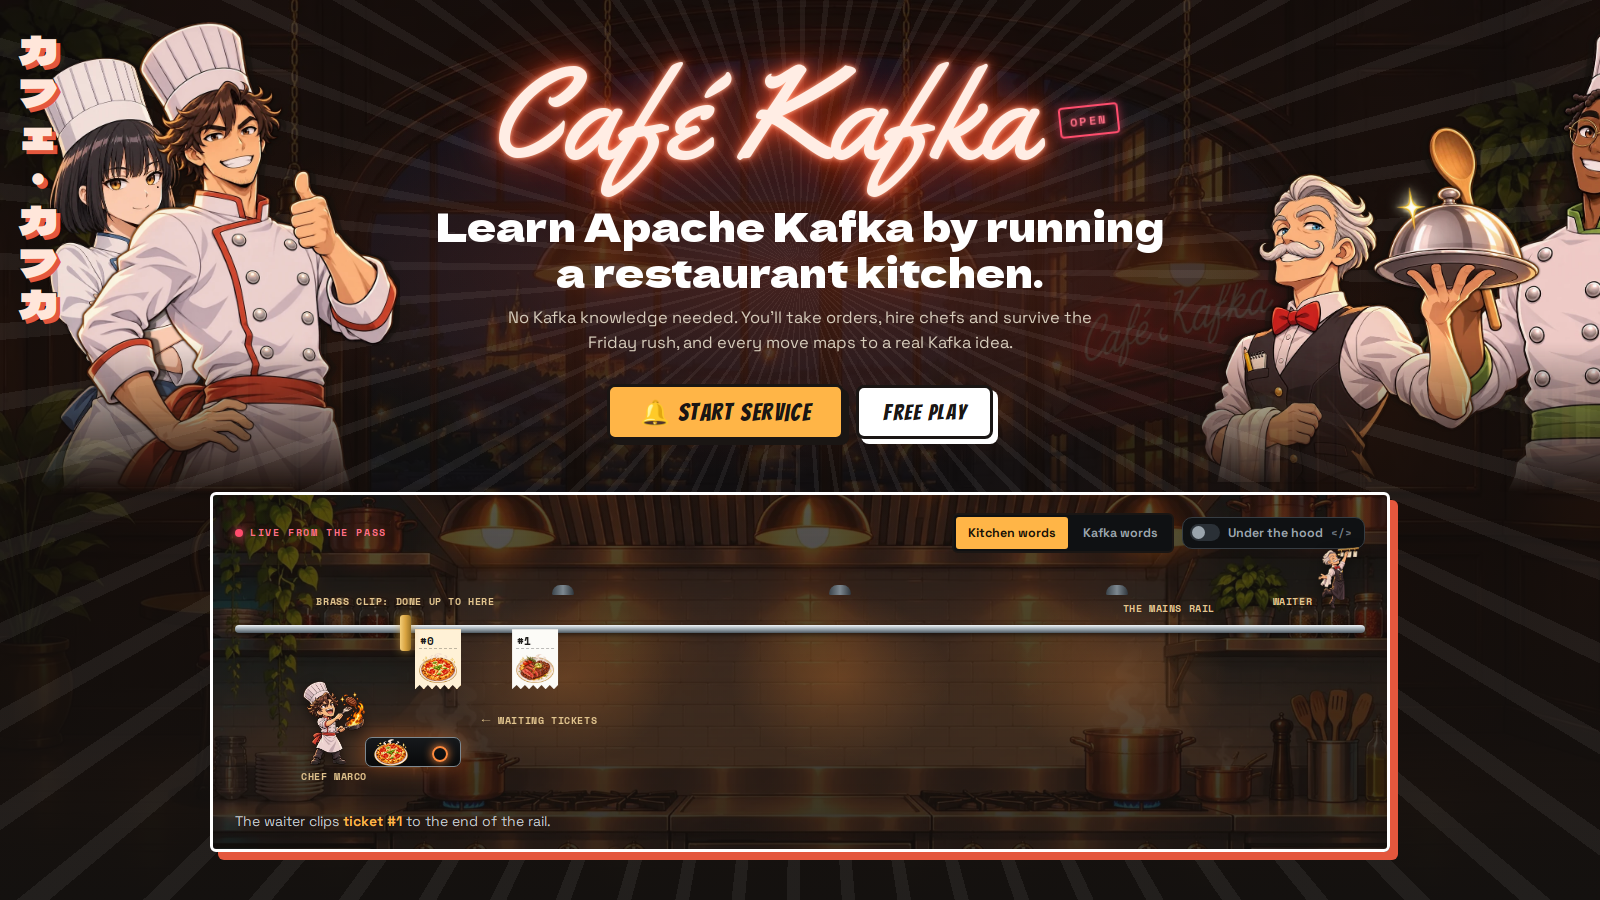 カフェ・カフカ
Café Kafka
OPEN
Learn Apache Kafka by running
a restaurant kitchen.
No Kafka knowledge needed. You'll take orders, hire chefs and survive the
Friday rush, and every move maps to a real Kafka idea.
Café Kafka
🔔 START SERVICE
FREE PLAY
LIVE FROM THE PASS
Kitchen words
Kafka words
Under the hood </>
BRASS CLIP: DONE UP TO HERE
THE MAINS RAIL
WAITER
#0
#1
← WAITING TICKETS
CHEF MARCO
The waiter clips ticket #1 to the end of the rail.